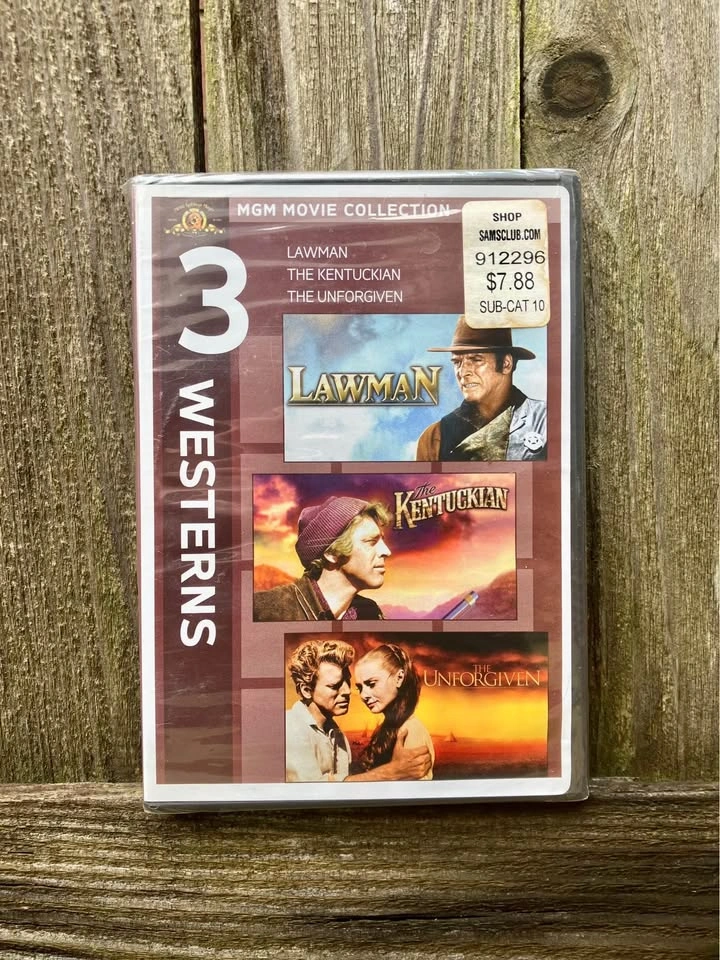 MGM MOVIE COLLECTION
SHOP
SAMSCLUB.COM
912296
$7.88
SUB-CAT 10
3 WESTERNS
LAWMAN
THE KENTUCKIAN
THE UNFORGIVEN
LAWMAN
The
KENTUCKIAN
THE
UNFORGIVEN